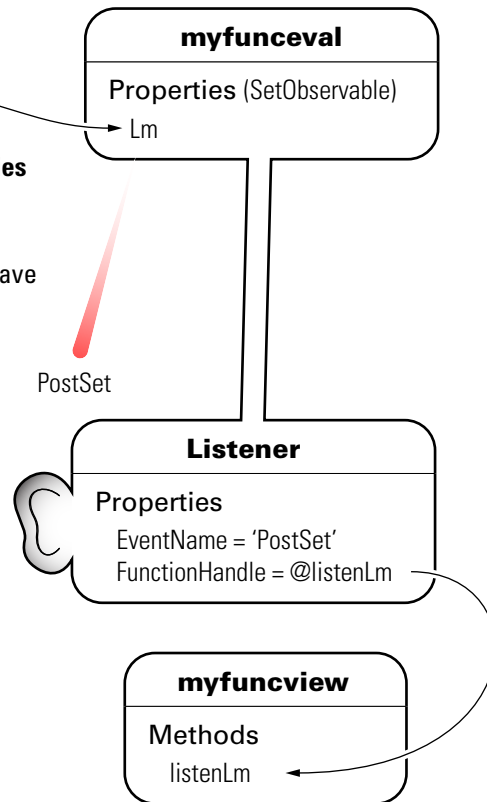 myfunceval
Properties (SetObservable)
Lm
es
ave
PostSet
Listener
Properties
EventName = 'PostSet'
FunctionHandle = @listenLm
myfuncview
Methods
listenLm